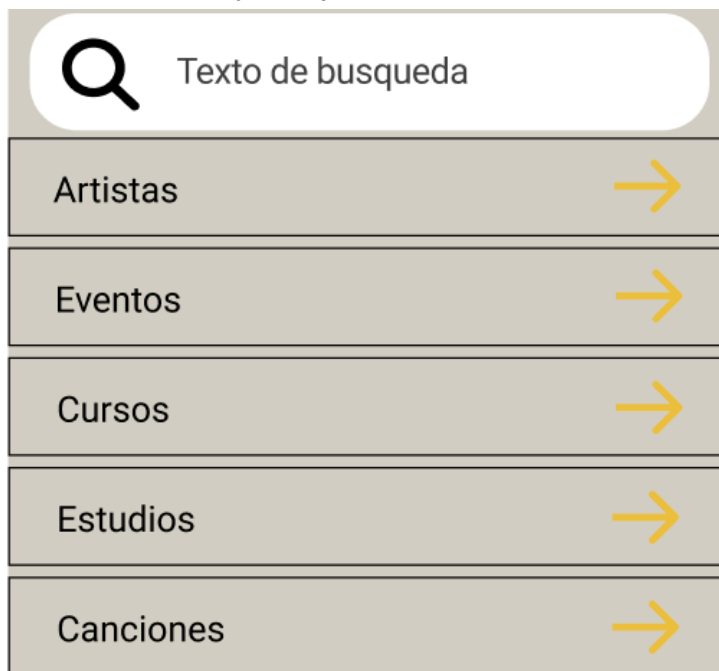 Texto de busqueda
Artistas
Eventos
Cursos
Estudios
Canciones